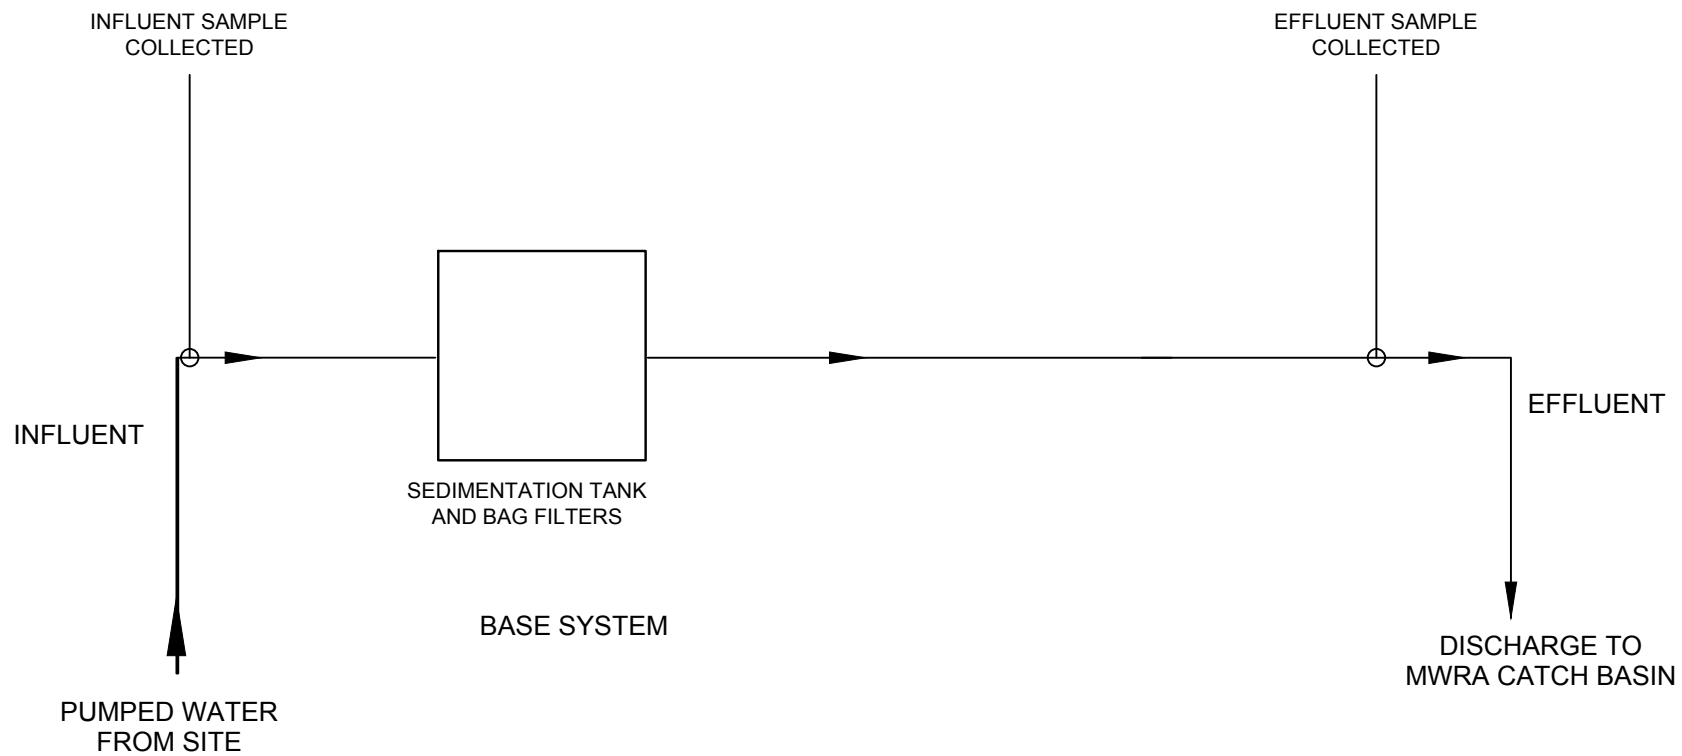 INFLUENT SAMPLE
COLLECTED
EFFLUENT SAMPLE
COLLECTED
INFLUENT
EFFLUENT
SEDIMENTATION TANK
AND BAG FILTERS
BASE SYSTEM
DISCHARGE TO
MWRA CATCH BASIN
PUMPED WATER
FROM SITE